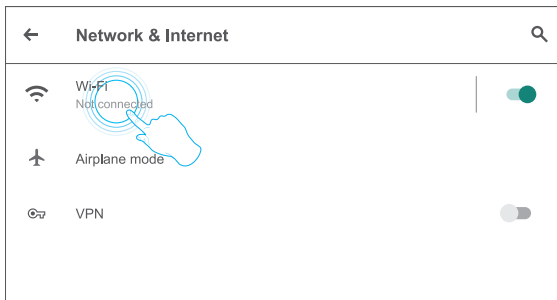 Network & Internet
Wi-Fi
Not connected
Airplane mode
VPN